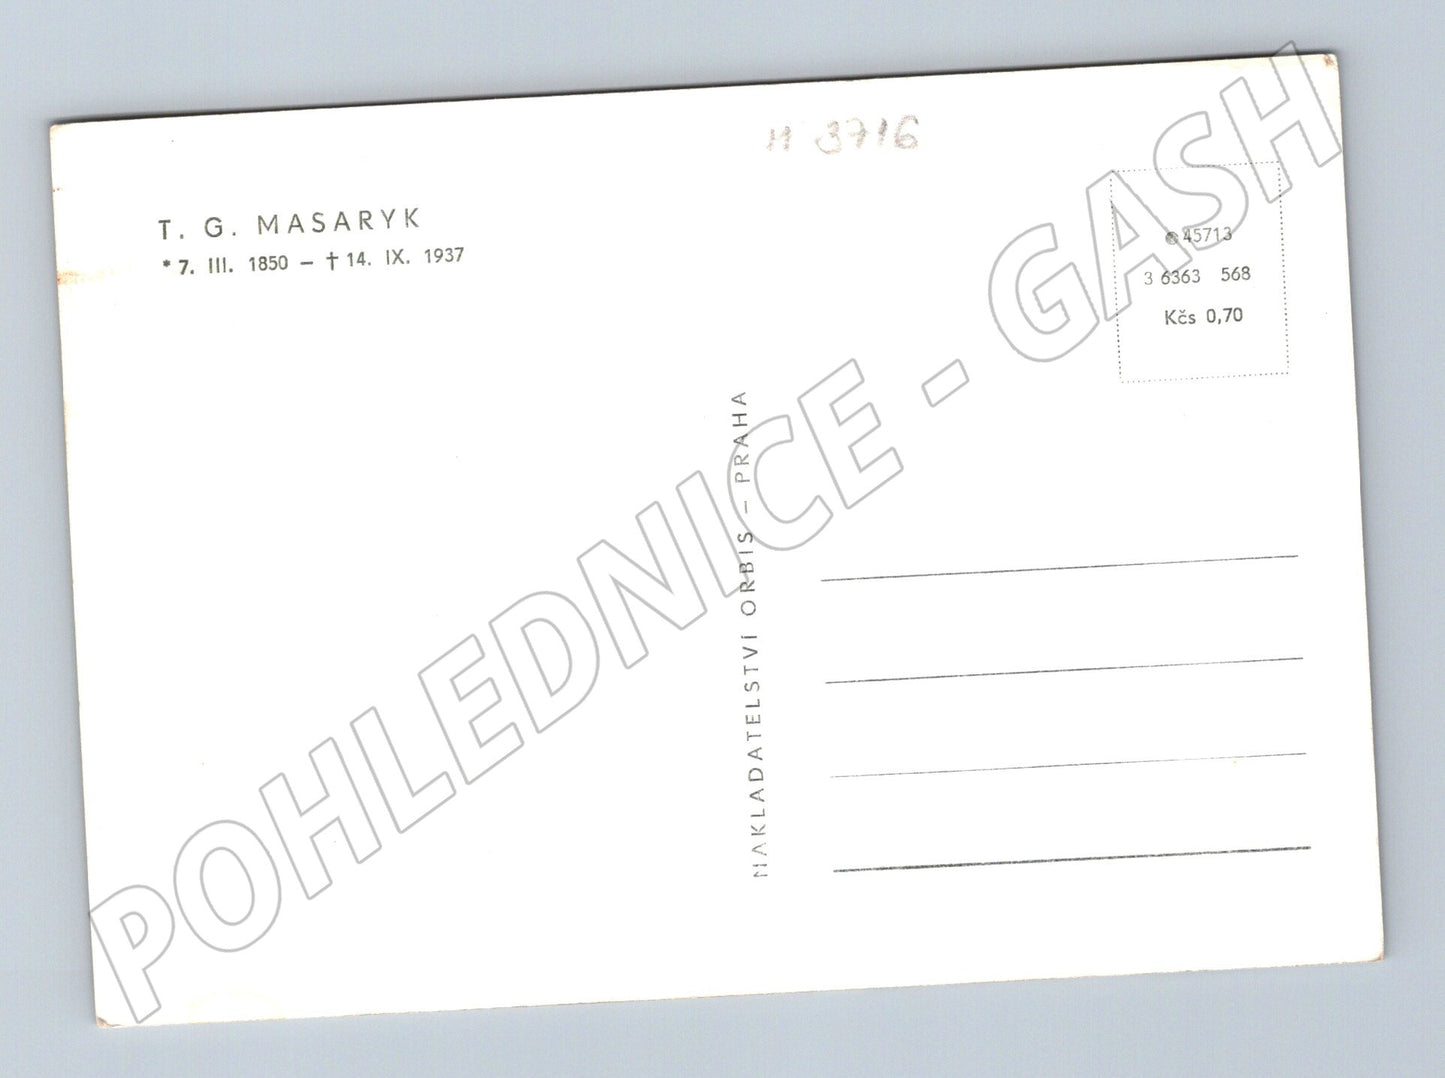 H 3716
T. G. MASARYK
* 7. III. 1850 – † 14. IX. 1937
45713
3 6363 568
Kčs 0,70
NAKLADATELSTVÍ ORBIS – PRAHA
POHLEDNICE - GASH